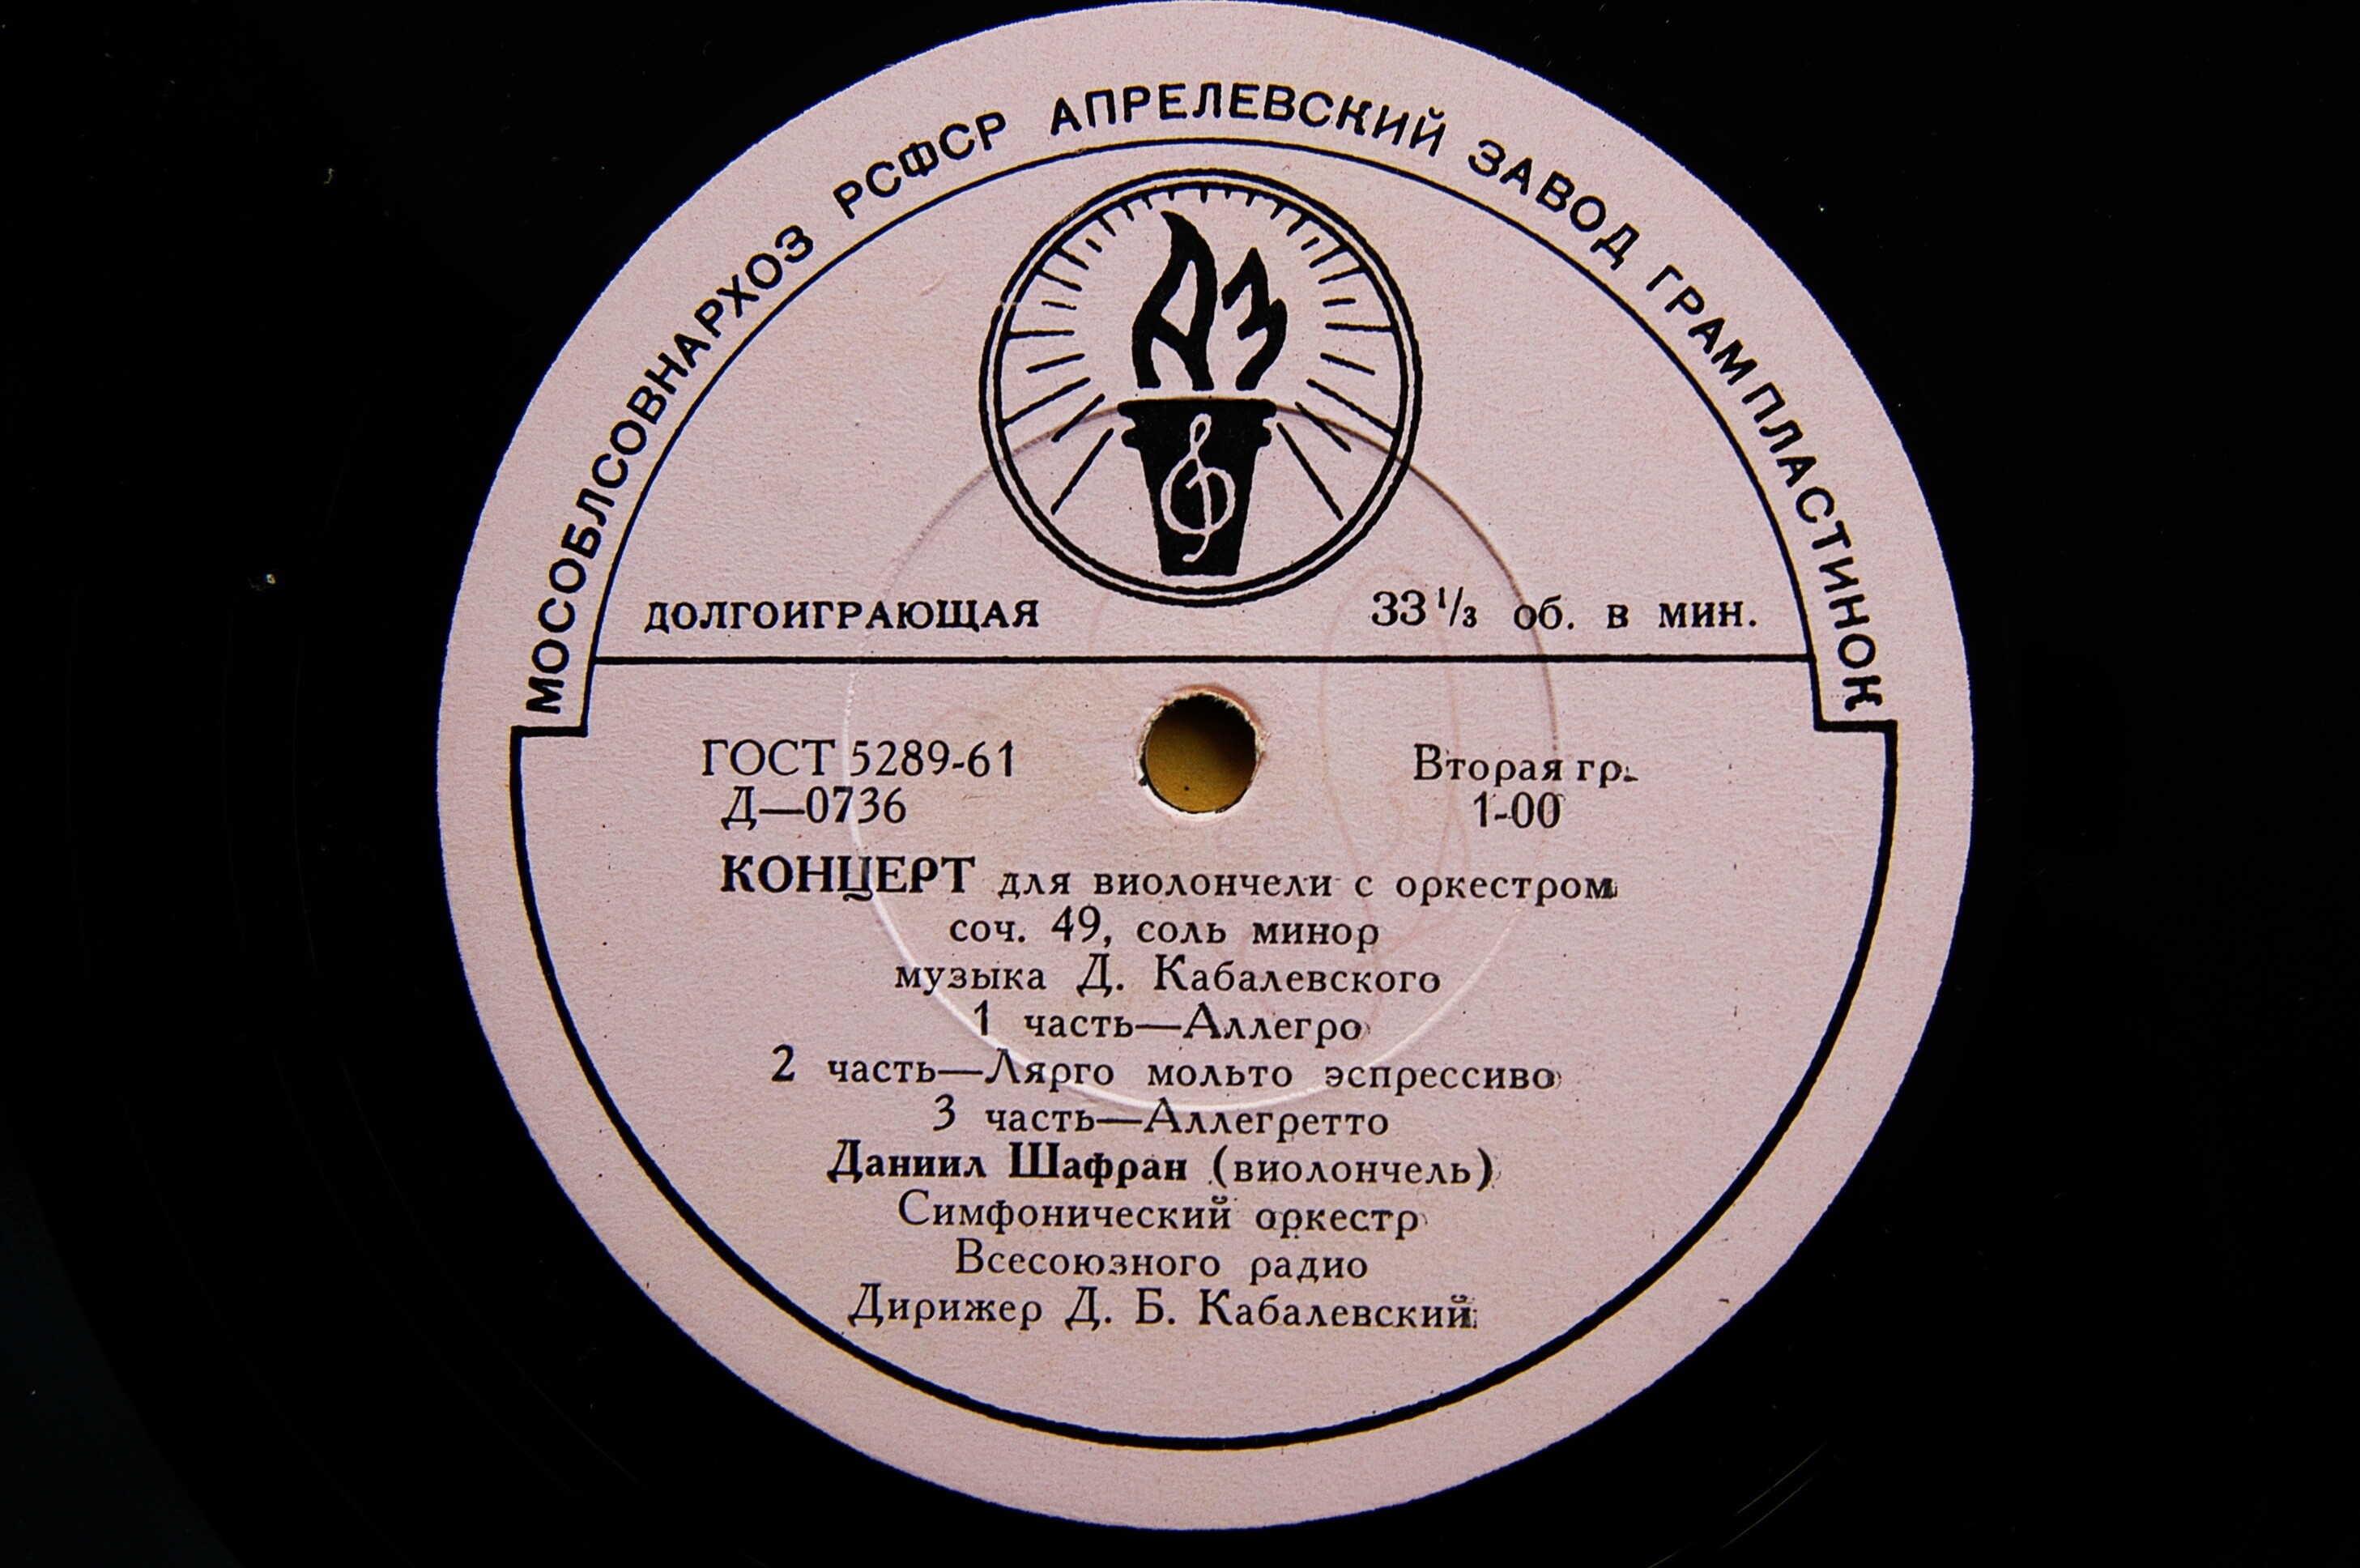 МОСОБЛСОВНАРХОЗ РСФСР АПРЕЛЕВСКИЙ ЗАВОД ГРАМПЛАСТИНОК
АЗ
ДОЛГОИГРАЮЩАЯ 33 1/3 об. в мин.
ГОСТ 5289-61 Вторая гр.
Д—0736 1-00
КОНЦЕРТ для виолончели с оркестром
соч. 49, соль минор
музыка Д. Кабалевского
1 часть—Аллегро
2 часть—Лярго мольто эспрессиво
3 часть—Аллегретто
Даниил Шафран (виолончель)
Симфонический оркестр
Всесоюзного радио
Дирижер Д. Б. Кабалевский